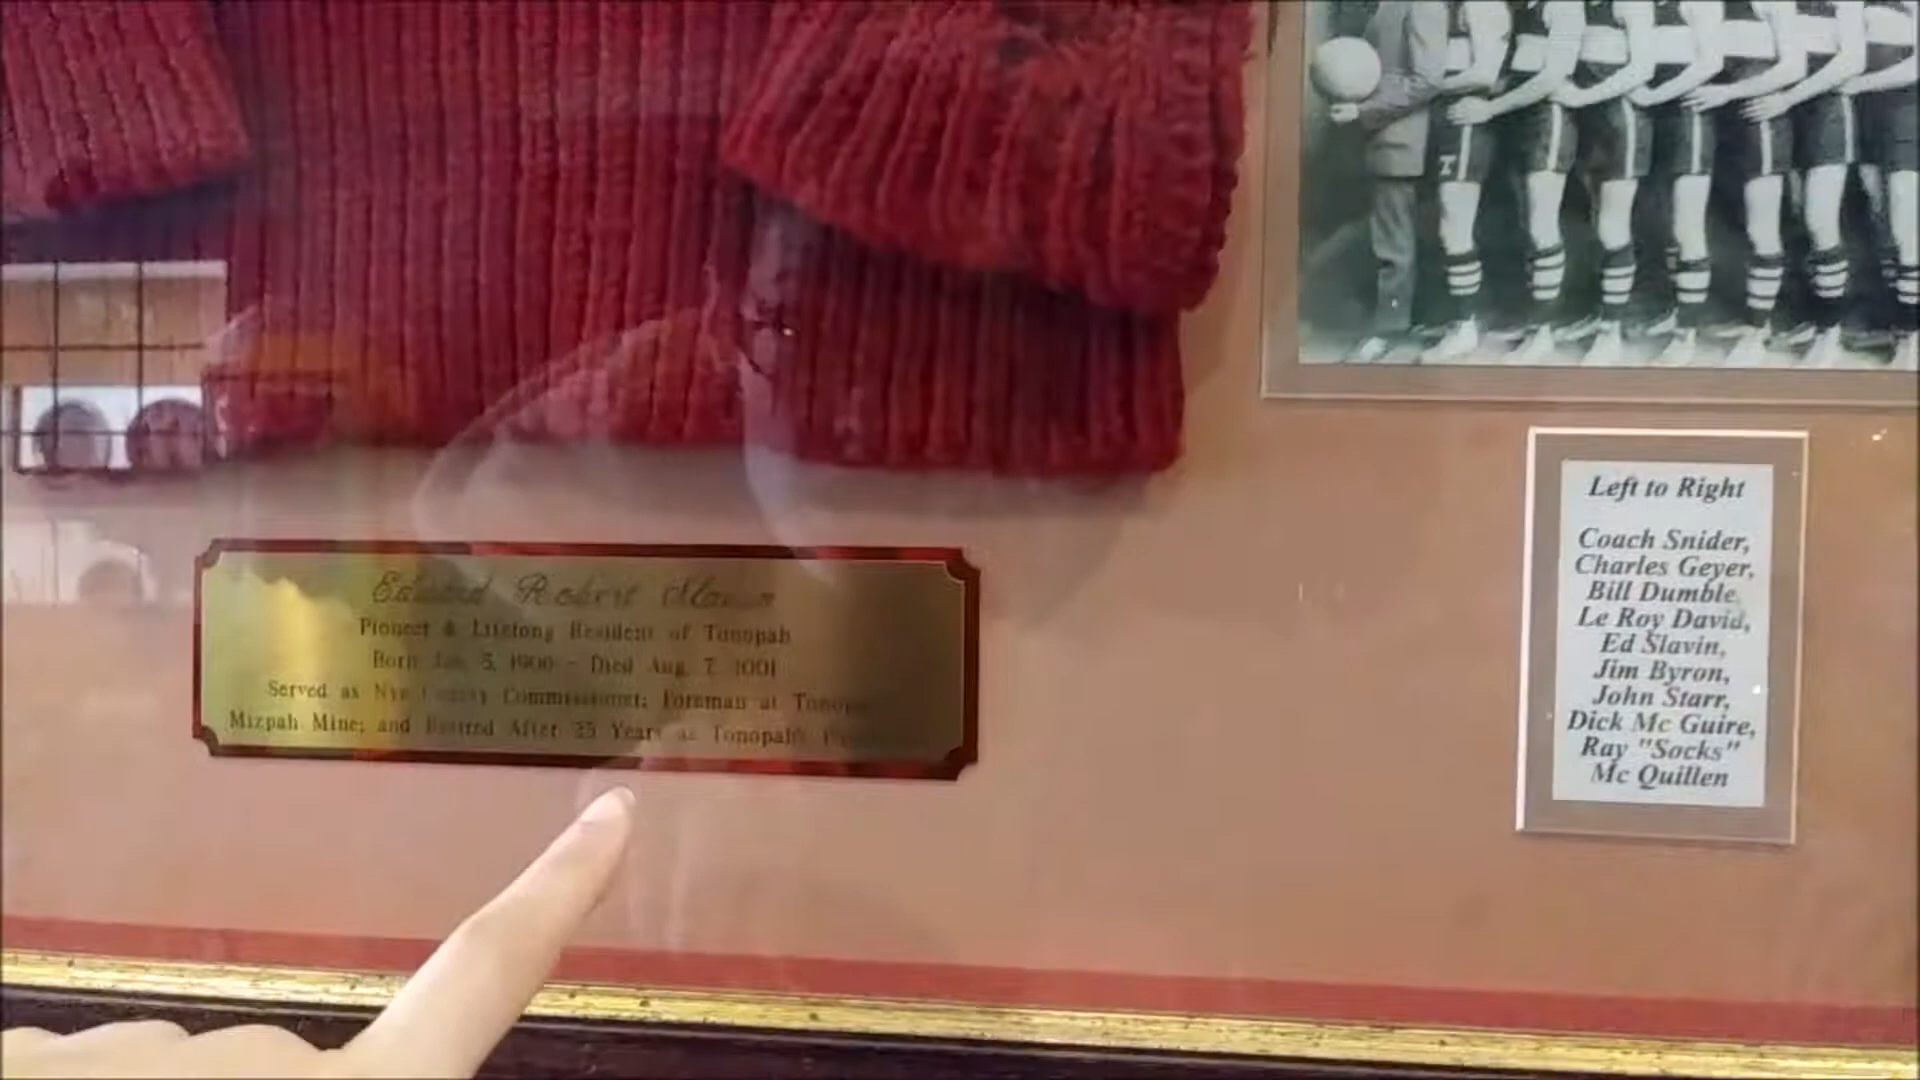 Edward Robert Slavin
Pioneer & Lifelong Resident of Tonopah
Born Jan. 5, 1906 - Died Aug. 7, 2001
Served as Nye County Commissioner; Foreman at
Mizpah Mine; and Retired After 25 Years as Tonopah's
T
Left to Right
Coach Snider,
Charles Geyer,
Bill Dumble,
Le Roy David,
Ed Slavin,
Jim Byron,
John Starr,
Dick Mc Guire,
Ray "Socks"
Mc Quillen